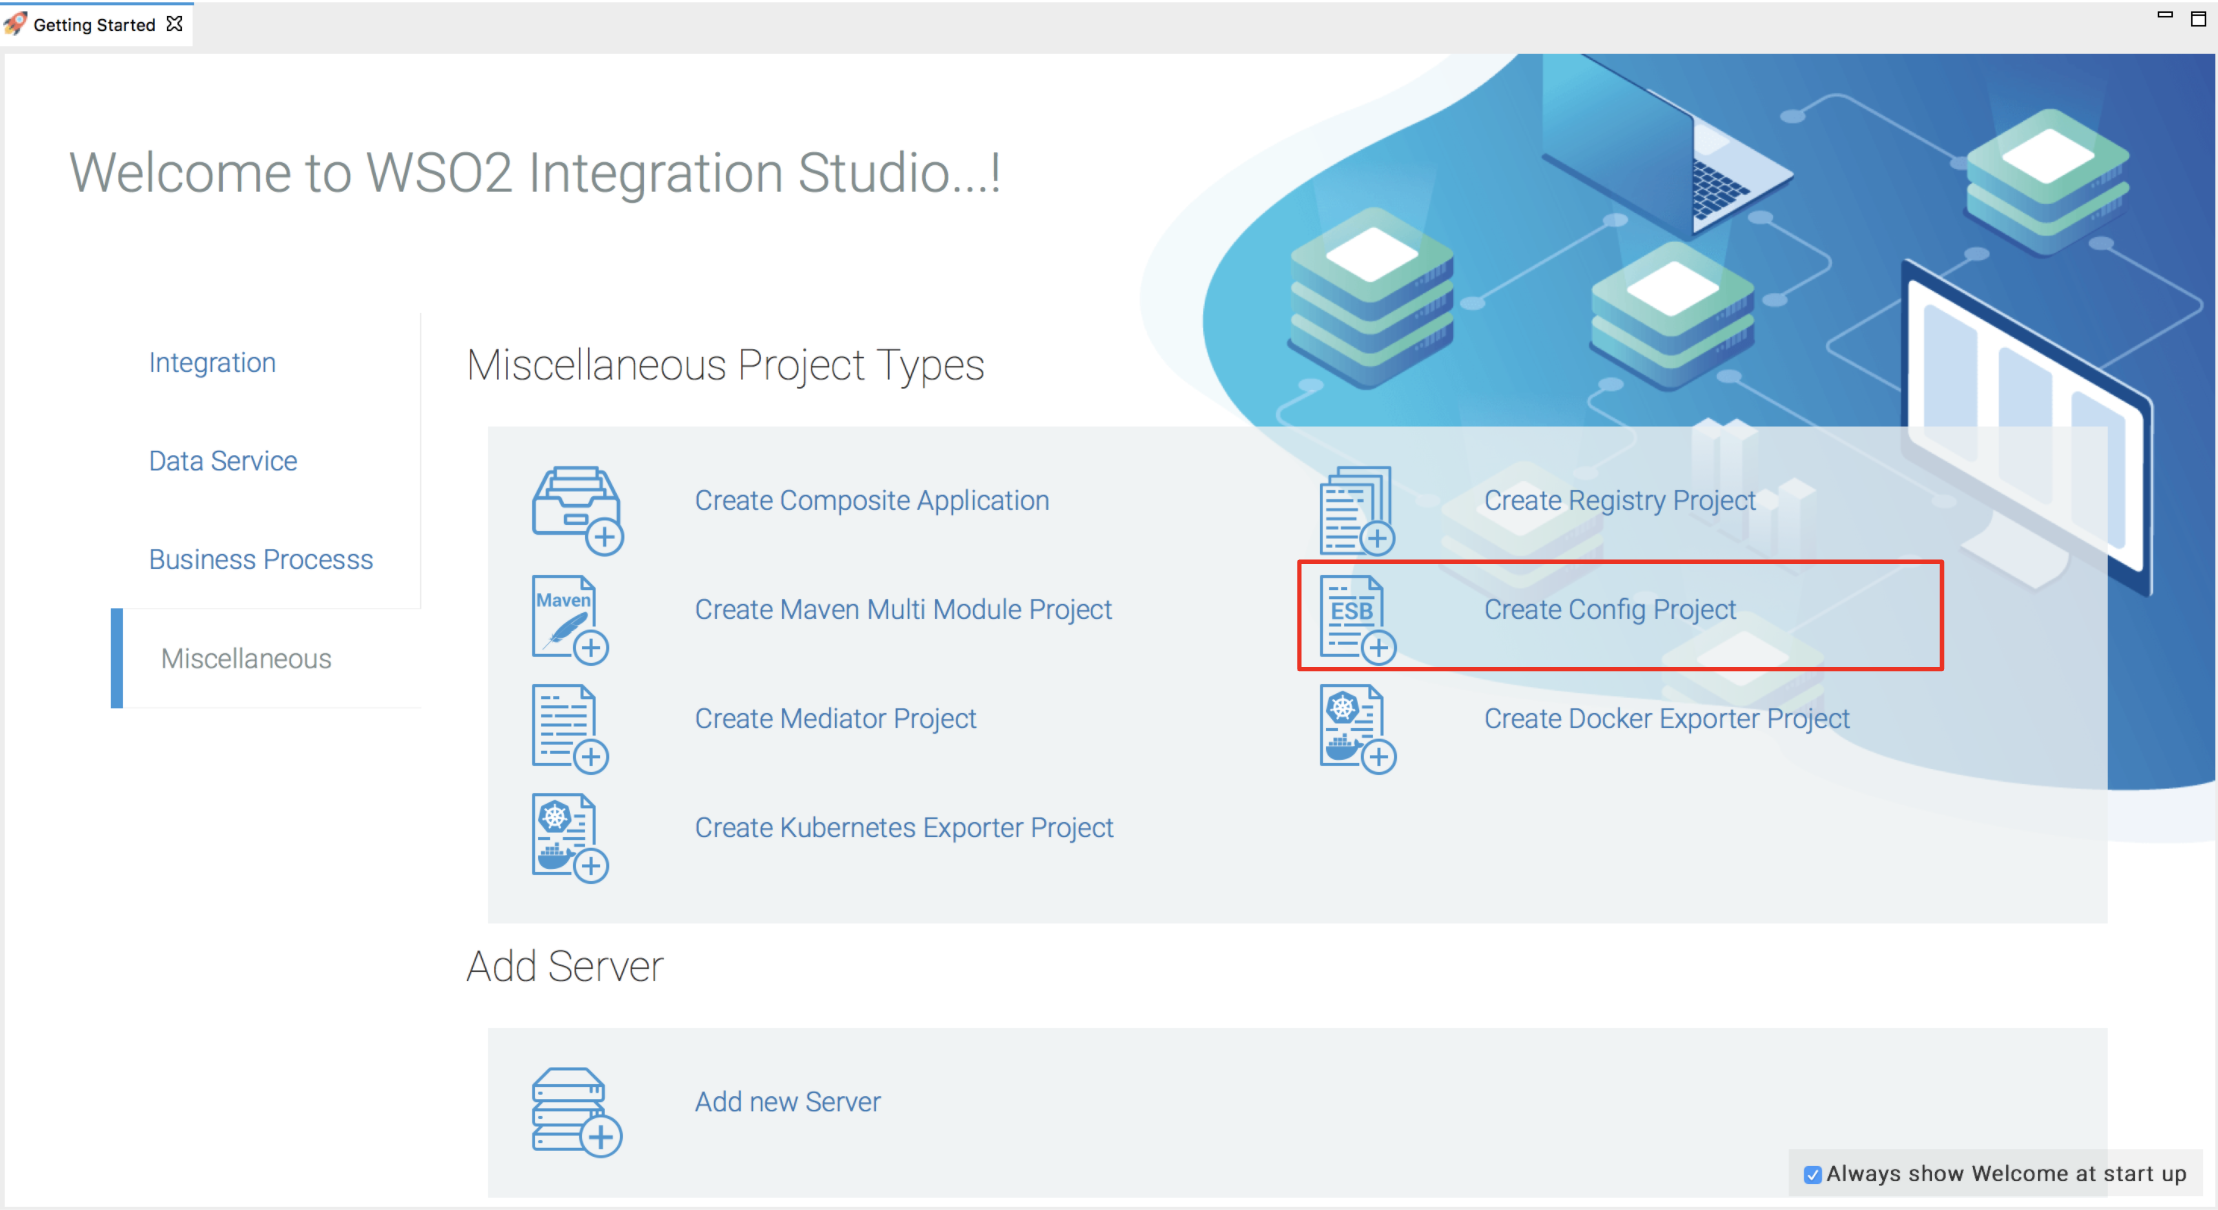 Getting Started
Welcome to WSO2 Integration Studio...!
Integration
Data Service
Business Processs
Miscellaneous
Miscellaneous Project Types
Create Composite Application
Create Registry Project
Maven
Create Maven Multi Module Project
ESB
Create Config Project
Create Mediator Project
Create Docker Exporter Project
Create Kubernetes Exporter Project
Add Server
Add new Server
Always show Welcome at start up